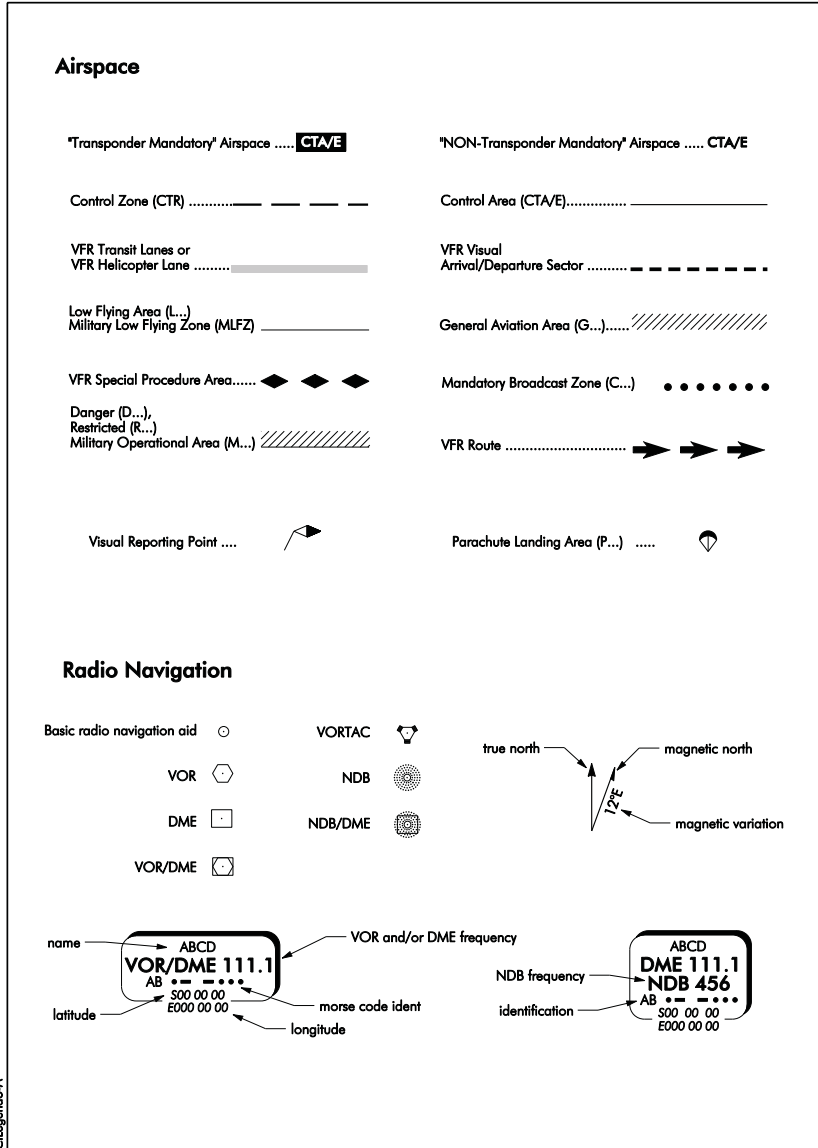 Airspace
"Transponder Mandatory" Airspace ..... CTA/E
"NON-Transponder Mandatory" Airspace ..... CTA/E
Control Zone (CTR) ...........
Control Area (CTA/E)...............
VFR Transit Lanes or
VFR Helicopter Lane .........
VFR Visual
Arrival/Departure Sector ..........
Low Flying Area (L...)
Military Low Flying Zone (MLFZ)
General Aviation Area (G...)......
VFR Special Procedure Area......
Mandatory Broadcast Zone (C...)
Danger (D...),
Restricted (R...)
Military Operational Area (M...)
VFR Route ..............................
Visual Reporting Point ....
Parachute Landing Area (P...) .....
Radio Navigation
Basic radio navigation aid
VORTAC
VOR
NDB
DME
NDB/DME
VOR/DME
true north
magnetic north
12°E
magnetic variation
name
ABCD
VOR/DME 111.1
AB
S00 00 00
E000 00 00
VOR and/or DME frequency
latitude
morse code ident
longitude
ABCD
DME 111.1
NDB 456
AB
S00 00 00
E000 00 00
NDB frequency
identification